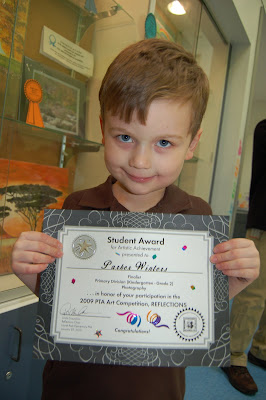 Student Award
for Artistic Achievement
is presented to
Parker Winters
Finalist
Primary Division (Kindergarten - Grade 2)
Photography
. . . in honor of your participation in the
2009 PTA Art Competition, REFLECTIONS
Congratulations!